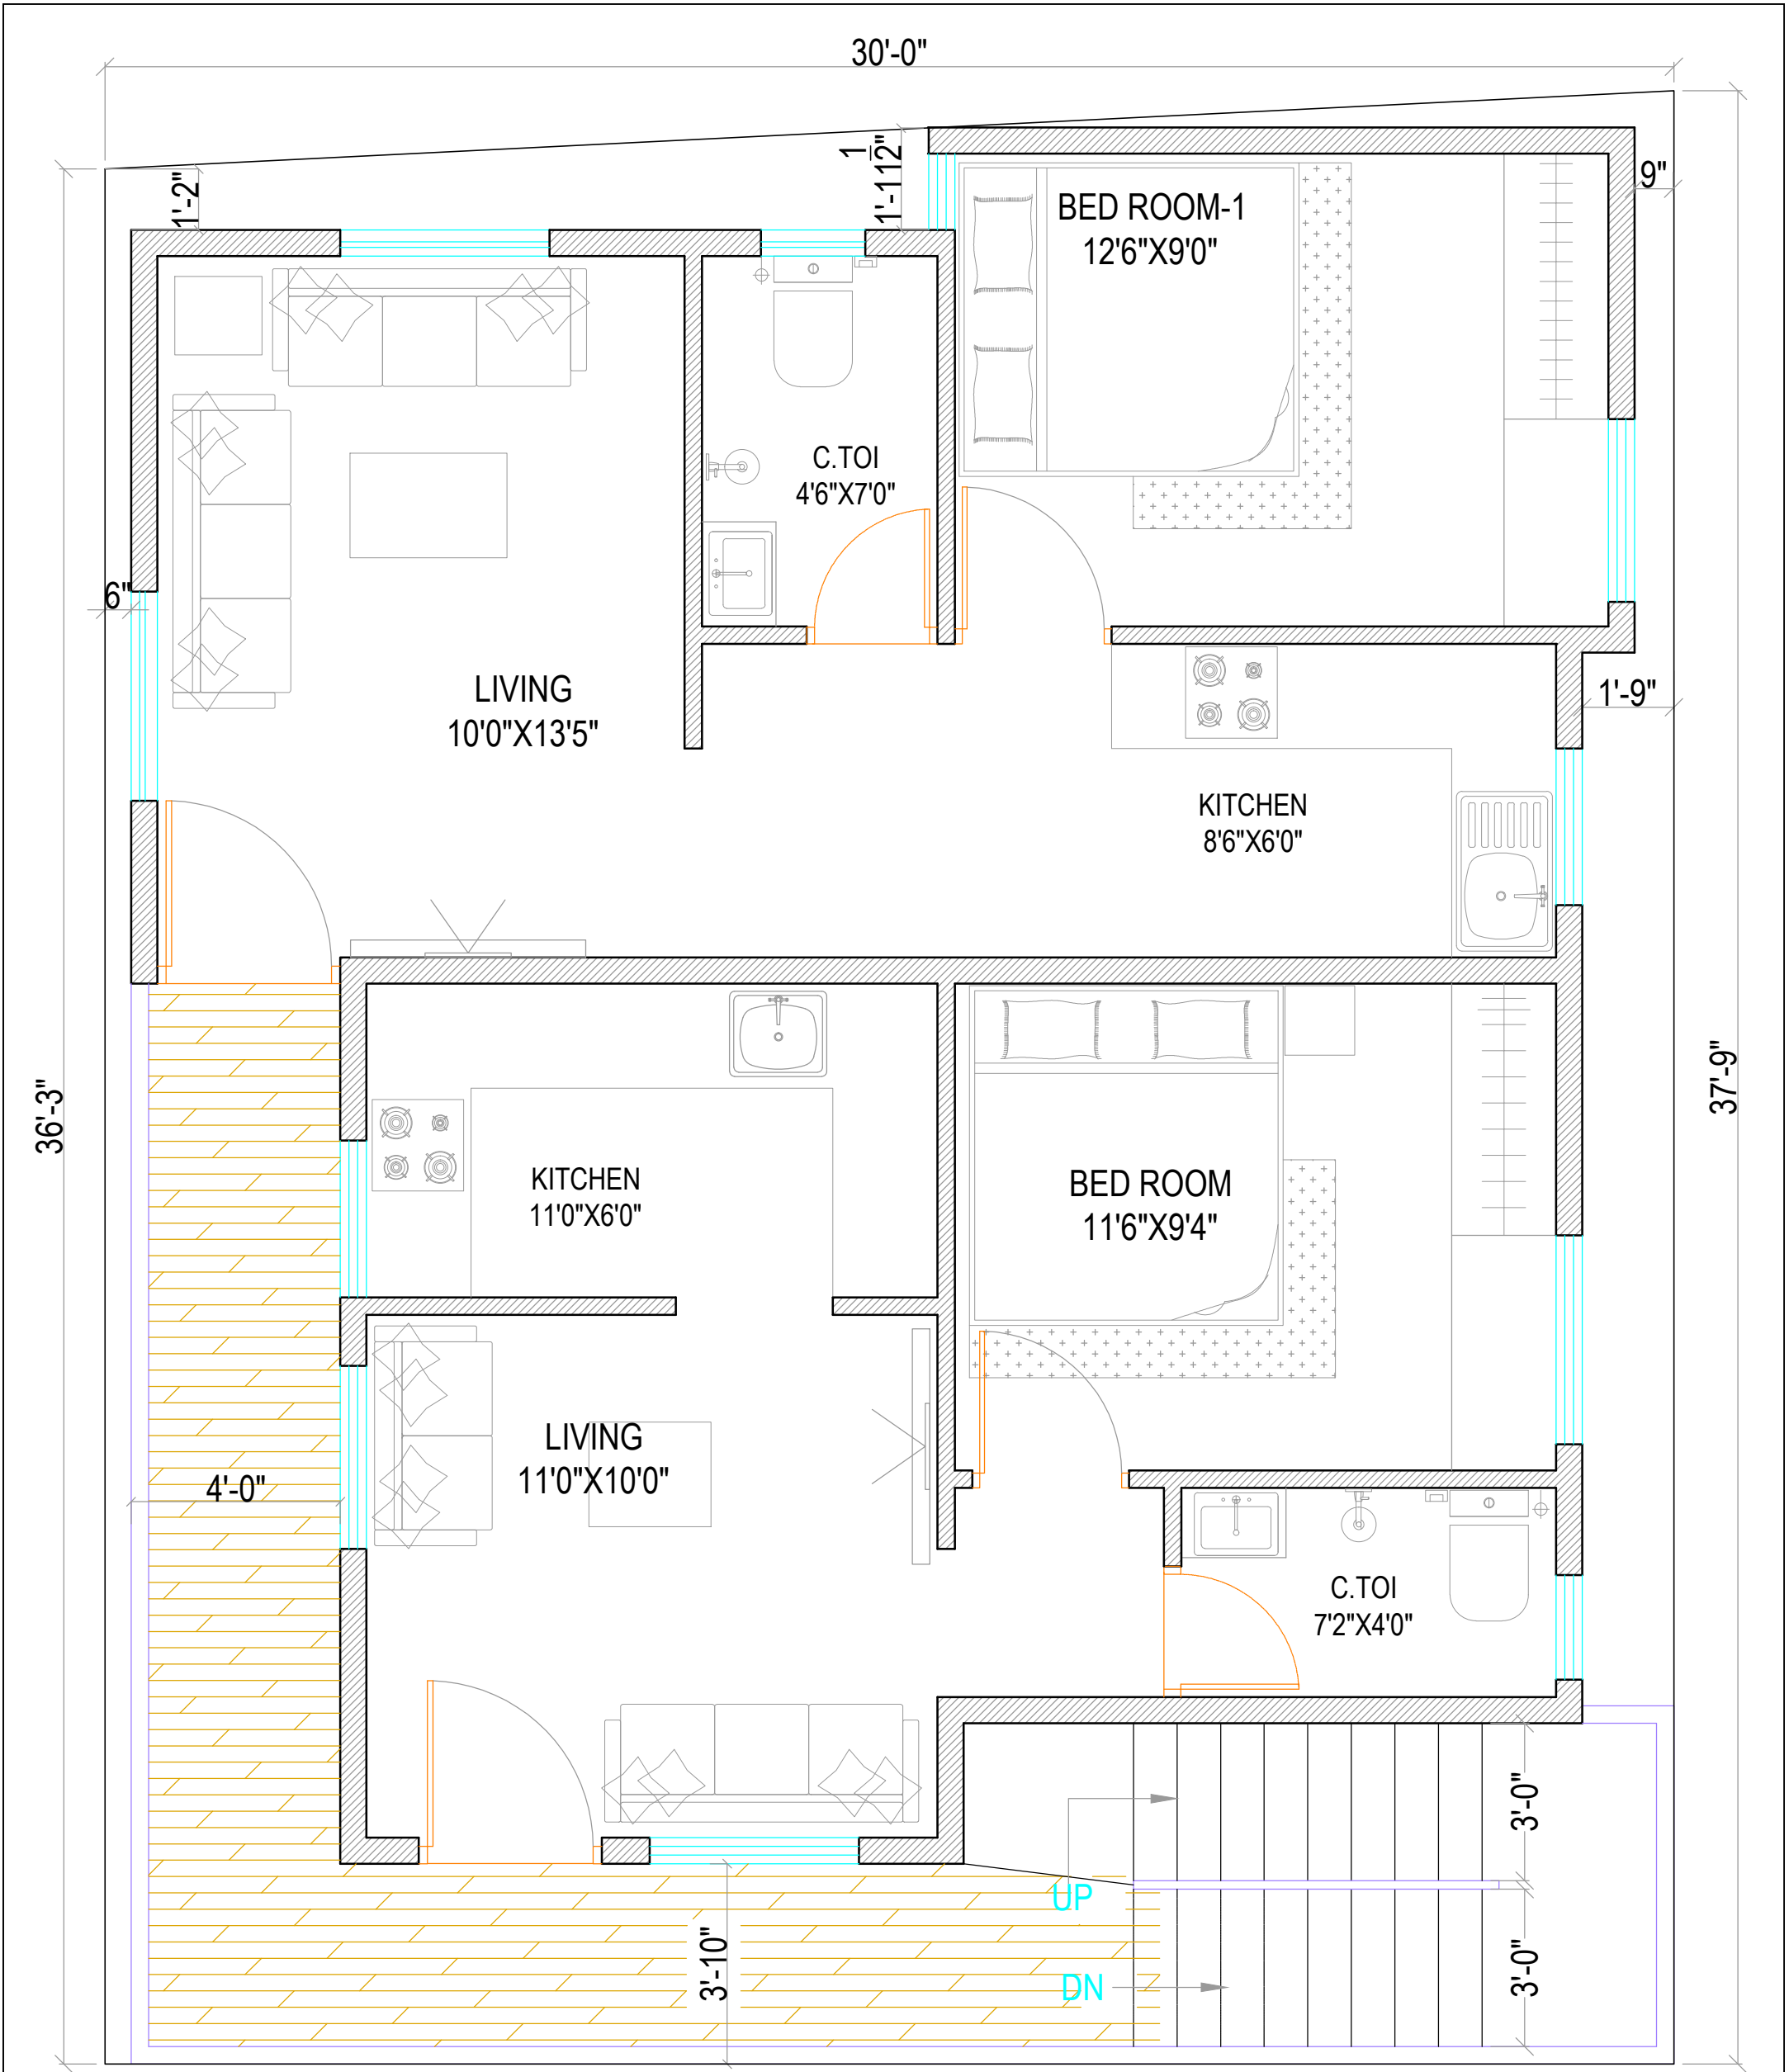 30'-0"
1'-2"
1'-11 1/2"
9"
BED ROOM-1
12'6"X9'0"
C.TOI
4'6"X7'0"
6"
LIVING
10'0"X13'5"
1'-9"
KITCHEN
8'6"X6'0"
36'-3"
37'-9"
KITCHEN
11'0"X6'0"
BED ROOM
11'6"X9'4"
LIVING
11'0"X10'0"
4'-0"
C.TOI
7'2"X4'0"
3'-0"
UP
3'-10"
DN
3'-0"